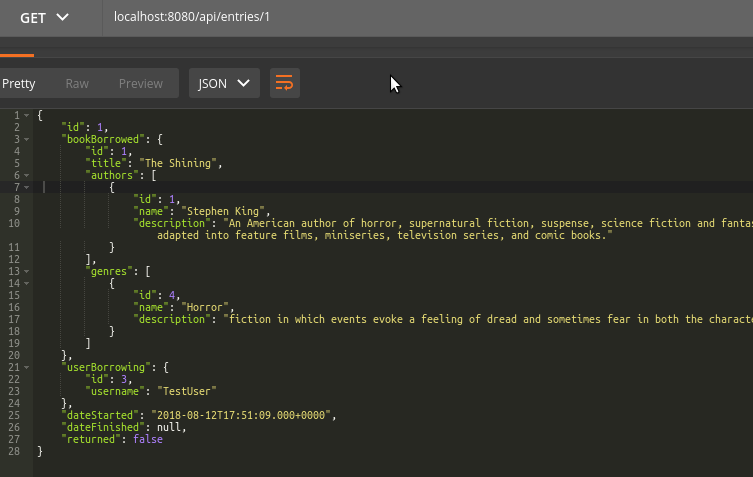 GET localhost:8080/api/entries/1
Pretty Raw Preview JSON
1 {
2 "id": 1,
3 "bookBorrowed": {
4 "id": 1,
5 "title": "The Shining",
6 "authors": [
7 {
8 "id": 1,
9 "name": "Stephen King",
10 "description": "An American author of horror, supernatural fiction, suspense, science fiction and fantas
adapted into feature films, miniseries, television series, and comic books."
11 }
12 ],
13 "genres": [
14 {
15 "id": 4,
16 "name": "Horror",
17 "description": "fiction in which events evoke a feeling of dread and sometimes fear in both the characte
18 }
19 ]
20 },
21 "userBorrowing": {
22 "id": 3,
23 "username": "TestUser"
24 },
25 "dateStarted": "2018-08-12T17:51:09.000+0000",
26 "dateFinished": null,
27 "returned": false
28 }